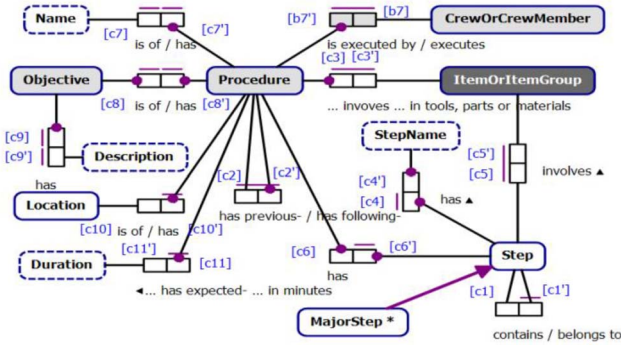 Name
[c7]
[c7']
is of / has
[b7']
[b7]
CrewOrCrewMember
is executed by / executes
[c3] [c3']
Objective
Procedure
ItemOrItemGroup
[c8] is of / has [c8']
... invoves ... in tools, parts or materials
[c9]
[c9']
has
Description
StepName
[c5']
[c5]
involves ▲
[c2]
[c2']
[c4']
[c4]
has ▲
Location
has previous- / has following-
[c10] is of / has [c10']
[c11']
[c11]
Duration
[c6]
[c6']
has
Step
◄... has expected- ... in minutes
[c1]
[c1']
MajorStep *
contains / belongs to